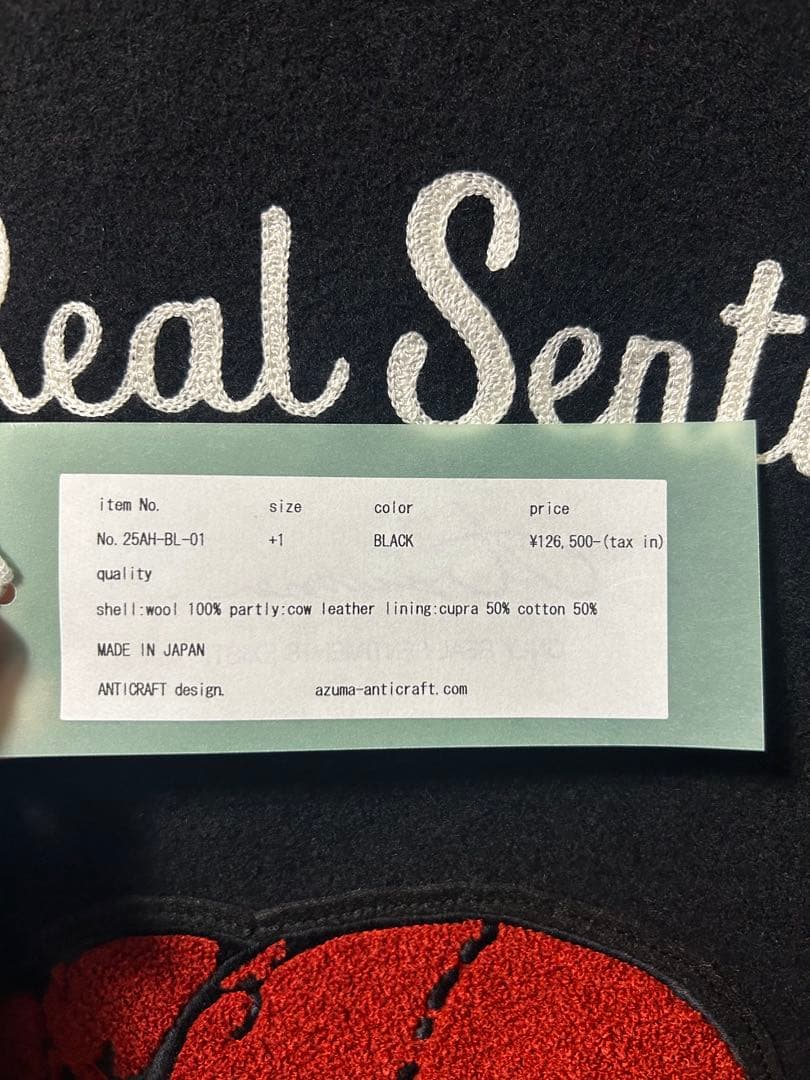 Real Senti
item No. size color price
No. 25AH-BL-01 +1 BLACK ¥126,500-(tax in)
quality
shell:wool 100% partly:cow leather lining:cupra 50% cotton 50%
MADE IN JAPAN
ANTICRAFT design. azuma-anticraft.com